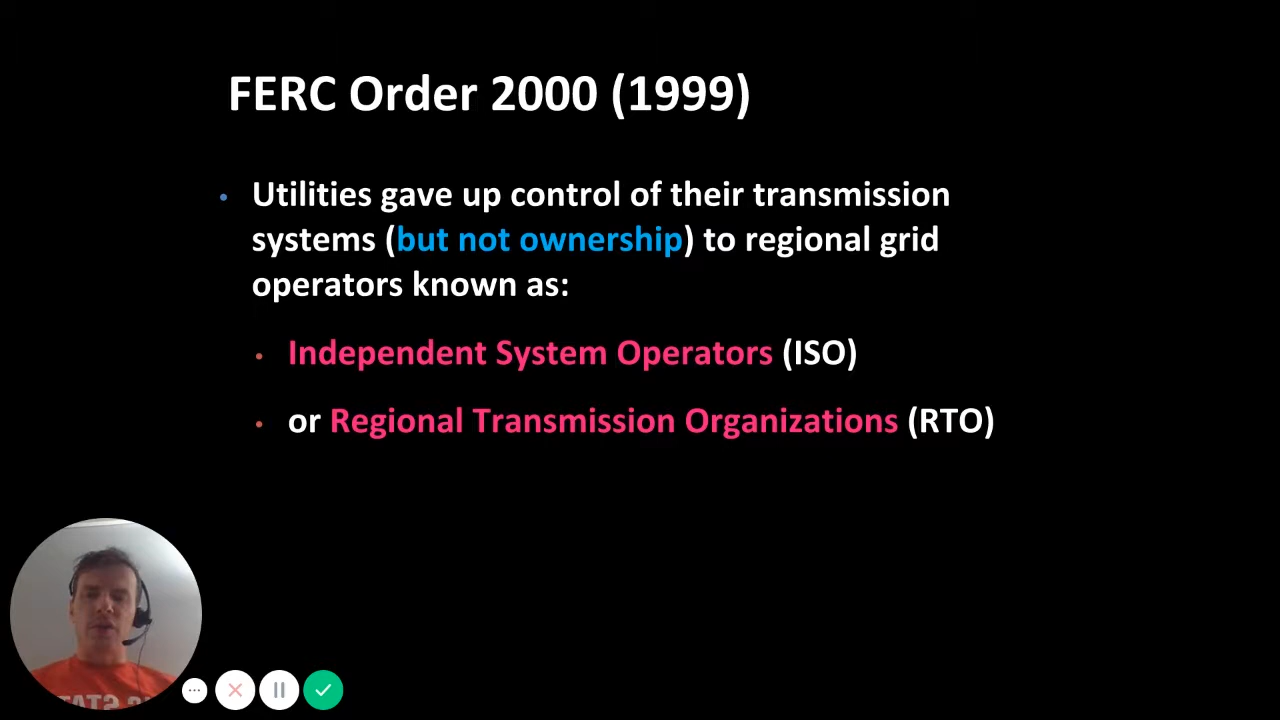 FERC Order 2000 (1999)
Utilities gave up control of their transmission
systems (but not ownership) to regional grid
operators known as:
Independent System Operators (ISO)
or Regional Transmission Organizations (RTO)